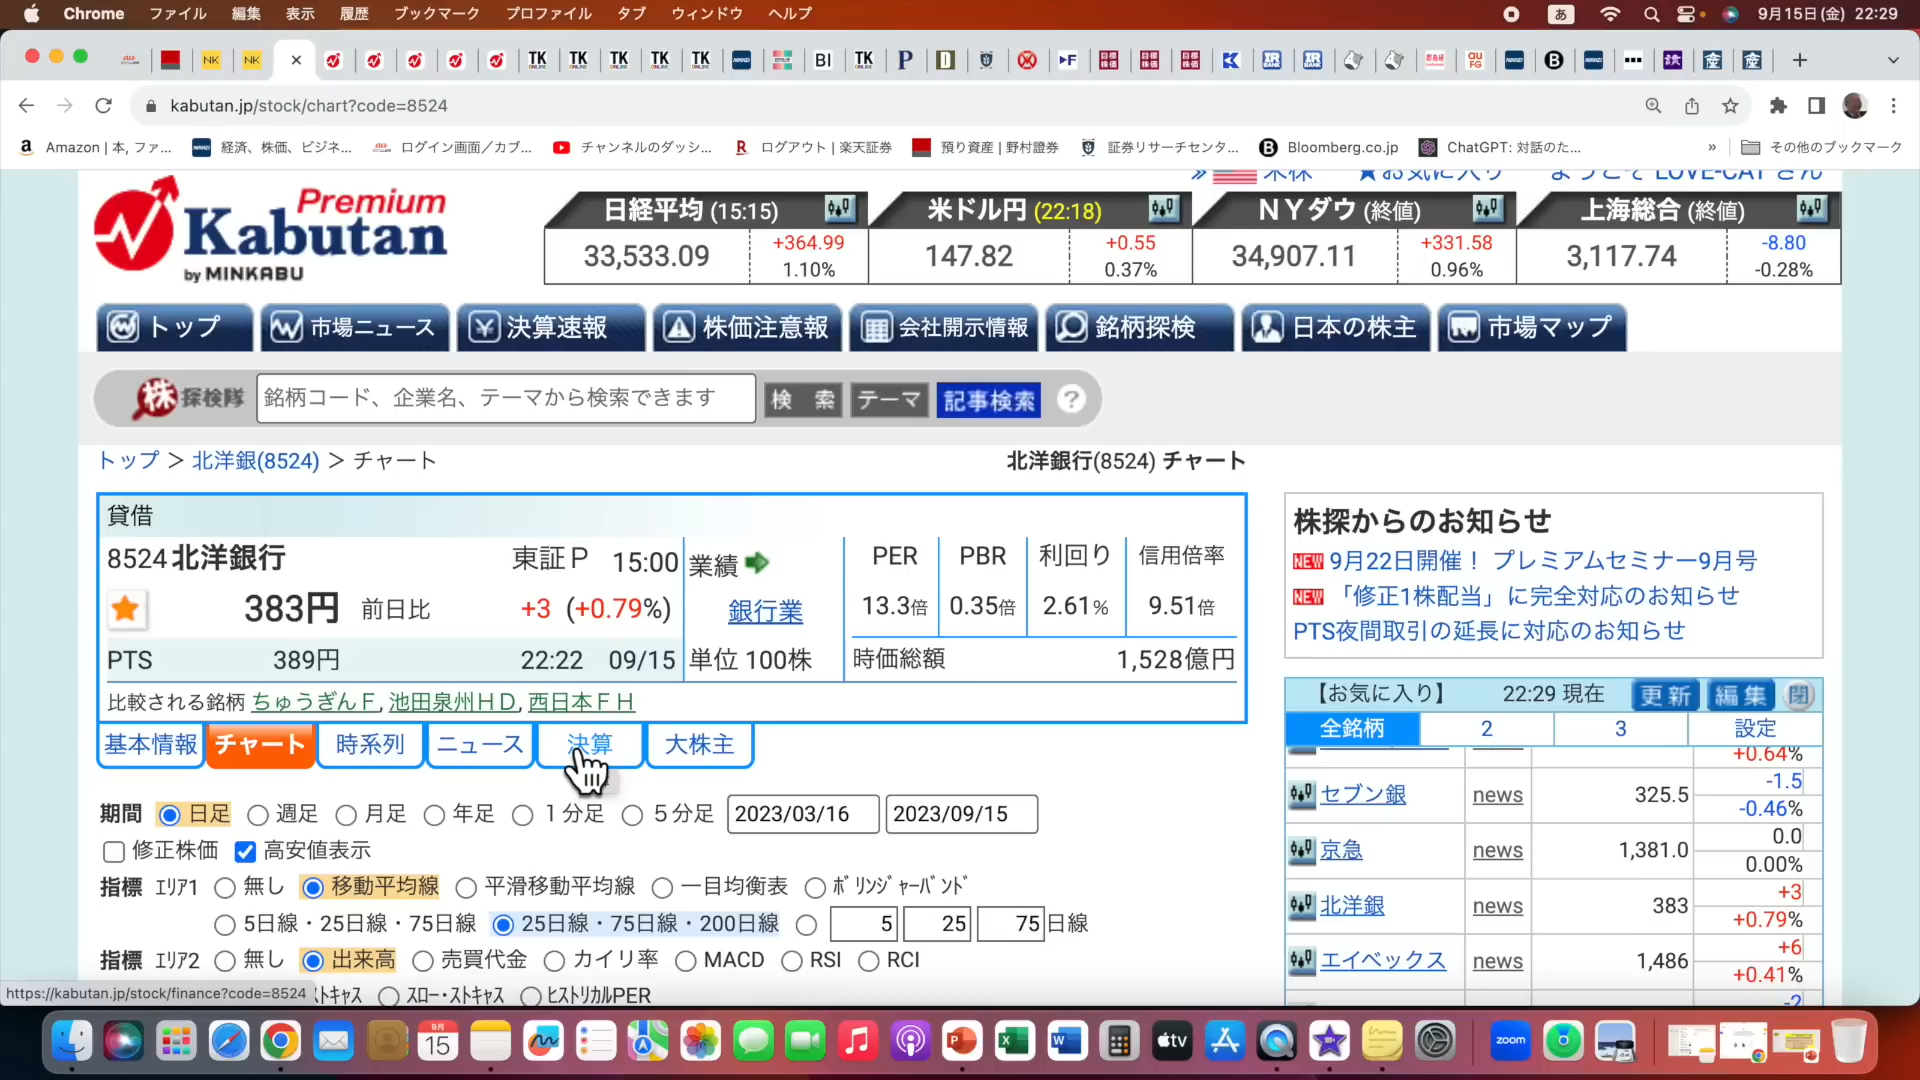 Chrome ファイル 編集 表示 履歴 ブックマーク プロファイル タブ ウィンドウ ヘルプ あ 9月15日(金) 22:29
kabutan.jp/stock/chart?code=8524
Amazon | 本, ファ... 経済、株価、ビジネ... ログイン画面／カブ... チャンネルのダッシ... ログアウト | 楽天証券 預り資産 | 野村證券 証券リサーチセンタ... Bloomberg.co.jp ChatGPT: 対話のた... » その他のブックマーク
米株 ★お気に入り ようこそ LOVE-CAT さん
Premium
Kabutan
by MINKABU
日経平均 (15:15) 米ドル円 (22:18) ＮＹダウ (終値) 上海総合 (終値)
33,533.09 +364.99 1.10% 147.82 +0.55 0.37% 34,907.11 +331.58 0.96% 3,117.74 -8.80 -0.28%
トップ 市場ニュース 決算速報 株価注意報 会社開示情報 銘柄探検 日本の株主 市場マップ
株 探検隊 銘柄コード、企業名、テーマから検索できます 検 索 テーマ 記事検索 ?
トップ > 北洋銀(8524) > チャート 北洋銀行(8524) チャート
貸借
8524 北洋銀行 東証Ｐ 15:00 業績
383円 前日比 +3 (+0.79%) 銀行業
PTS 389円 22:22 09/15 単位 100株
PER PBR 利回り 信用倍率
13.3倍 0.35倍 2.61% 9.51倍
時価総額 1,528億円
比較される銘柄 ちゅうぎんＦ, 池田泉州ＨＤ, 西日本ＦＨ
基本情報 チャート 時系列 ニュース 決算 大株主
期間 日足 週足 月足 年足 １分足 ５分足 2023/03/16 2023/09/15
修正株価 高安値表示
指標 ｴﾘｱ1 無し 移動平均線 平滑移動平均線 一目均衡表 ﾎﾞﾘﾝｼﾞｬｰﾊﾞﾝﾄﾞ
5日線・25日線・75日線 25日線・75日線・200日線 5 25 75 日線
指標 ｴﾘｱ2 無し 出来高 売買代金 カイリ率 MACD RSI RCI
https://kabutan.jp/stock/finance?code=8524 ﾄｷｬｽ ｽﾛｰ・ｽﾄｷｬｽ ﾋｽﾄﾘｶﾙPER
株探からのお知らせ
NEW 9月22日開催！ プレミアムセミナー9月号
NEW 「修正1株配当」に完全対応のお知らせ
PTS夜間取引の延長に対応のお知らせ
【お気に入り】 22:29 現在 更新 編集 閉
全銘柄 2 3 設定
+0.64%
セブン銀 news 325.5 -1.5 -0.46%
京急 news 1,381.0 0.0 0.00%
北洋銀 news 383 +3 +0.79%
エイベックス news 1,486 +6 +0.41%
-2
9月
15
tv
zoom